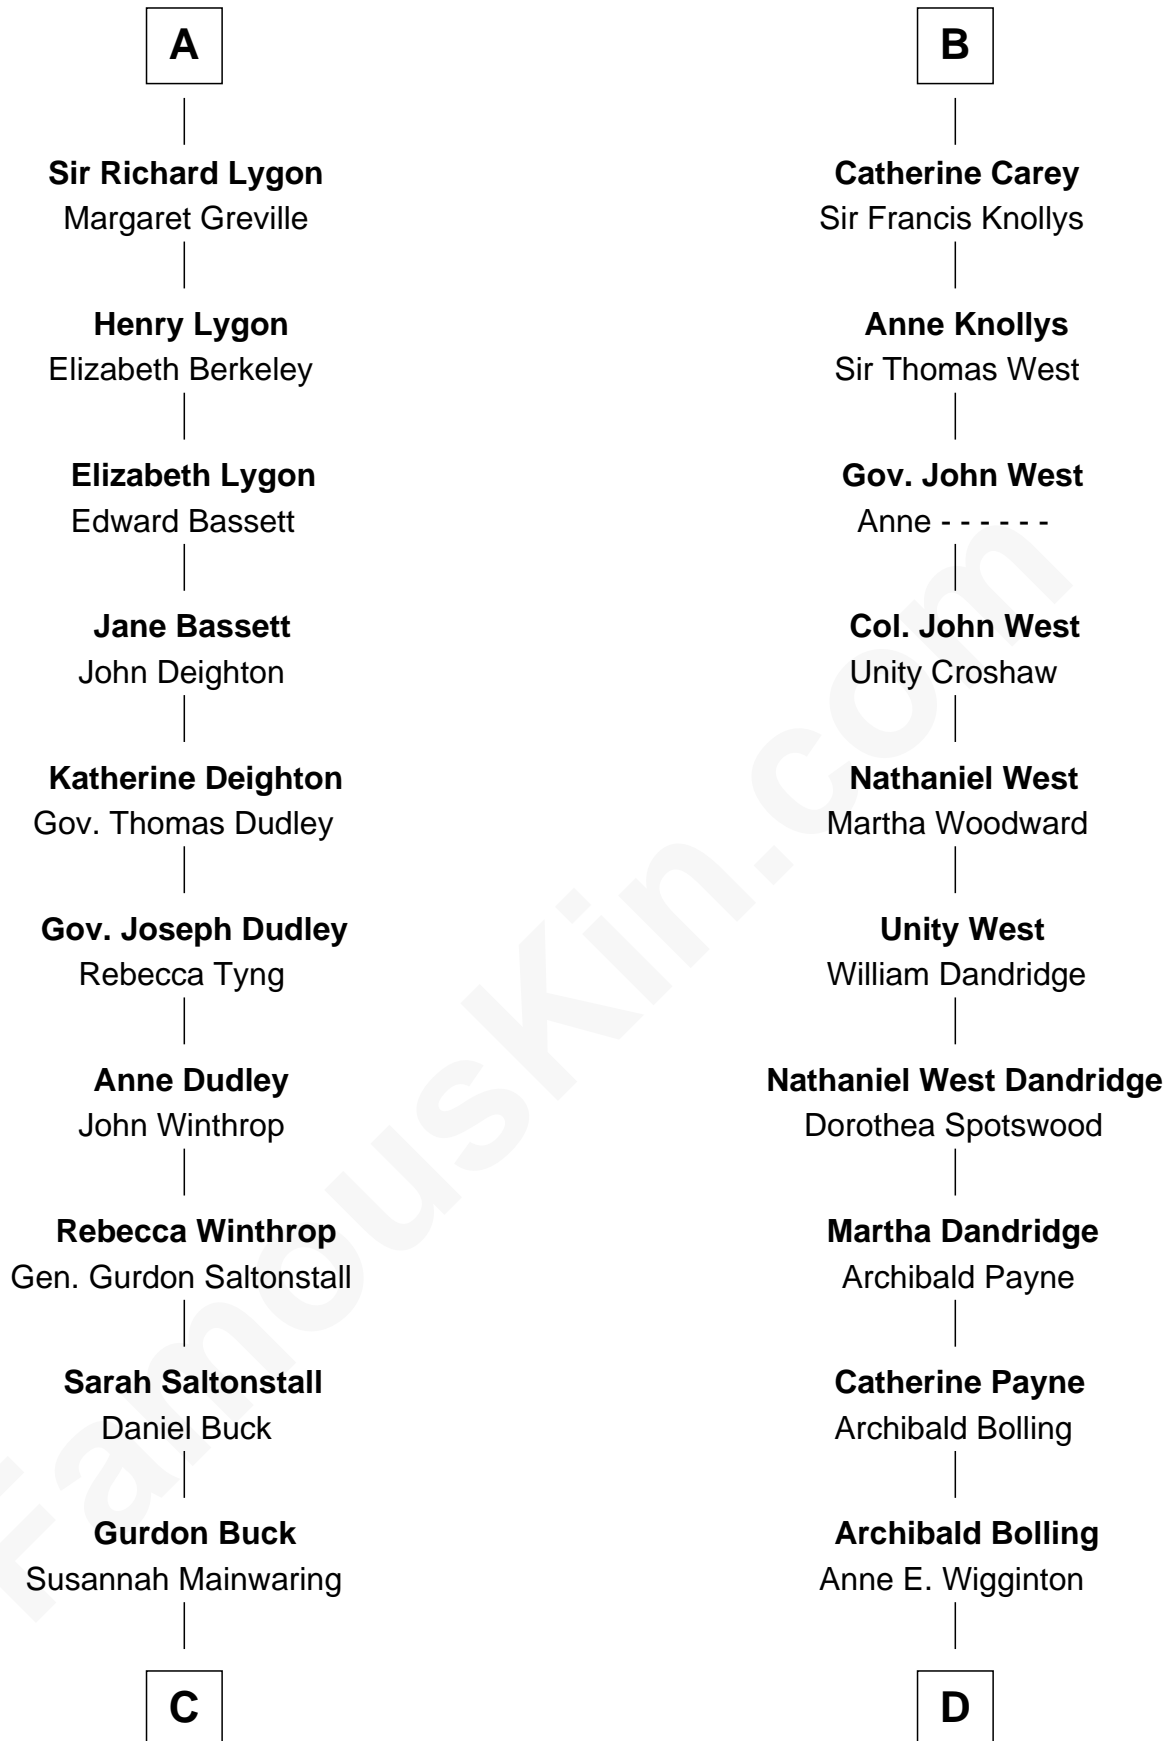 A
Sir Richard Lygon
Margaret Greville
Henry Lygon
Elizabeth Berkeley
Elizabeth Lygon
Edward Bassett
Jane Bassett
John Deighton
Katherine Deighton
Gov. Thomas Dudley
Gov. Joseph Dudley
Rebecca Tyng
Anne Dudley
John Winthrop
Rebecca Winthrop
Gen. Gurdon Saltonstall
Sarah Saltonstall
Daniel Buck
Gurdon Buck
Susannah Mainwaring
C
B
Catherine Carey
Sir Francis Knollys
Anne Knollys
Sir Thomas West
Gov. John West
Anne - - - - - -
Col. John West
Unity Croshaw
Nathaniel West
Martha Woodward
Unity West
William Dandridge
Nathaniel West Dandridge
Dorothea Spotswood
Martha Dandridge
Archibald Payne
Catherine Payne
Archibald Bolling
Archibald Bolling
Anne E. Wigginton
D
FamousKin.com